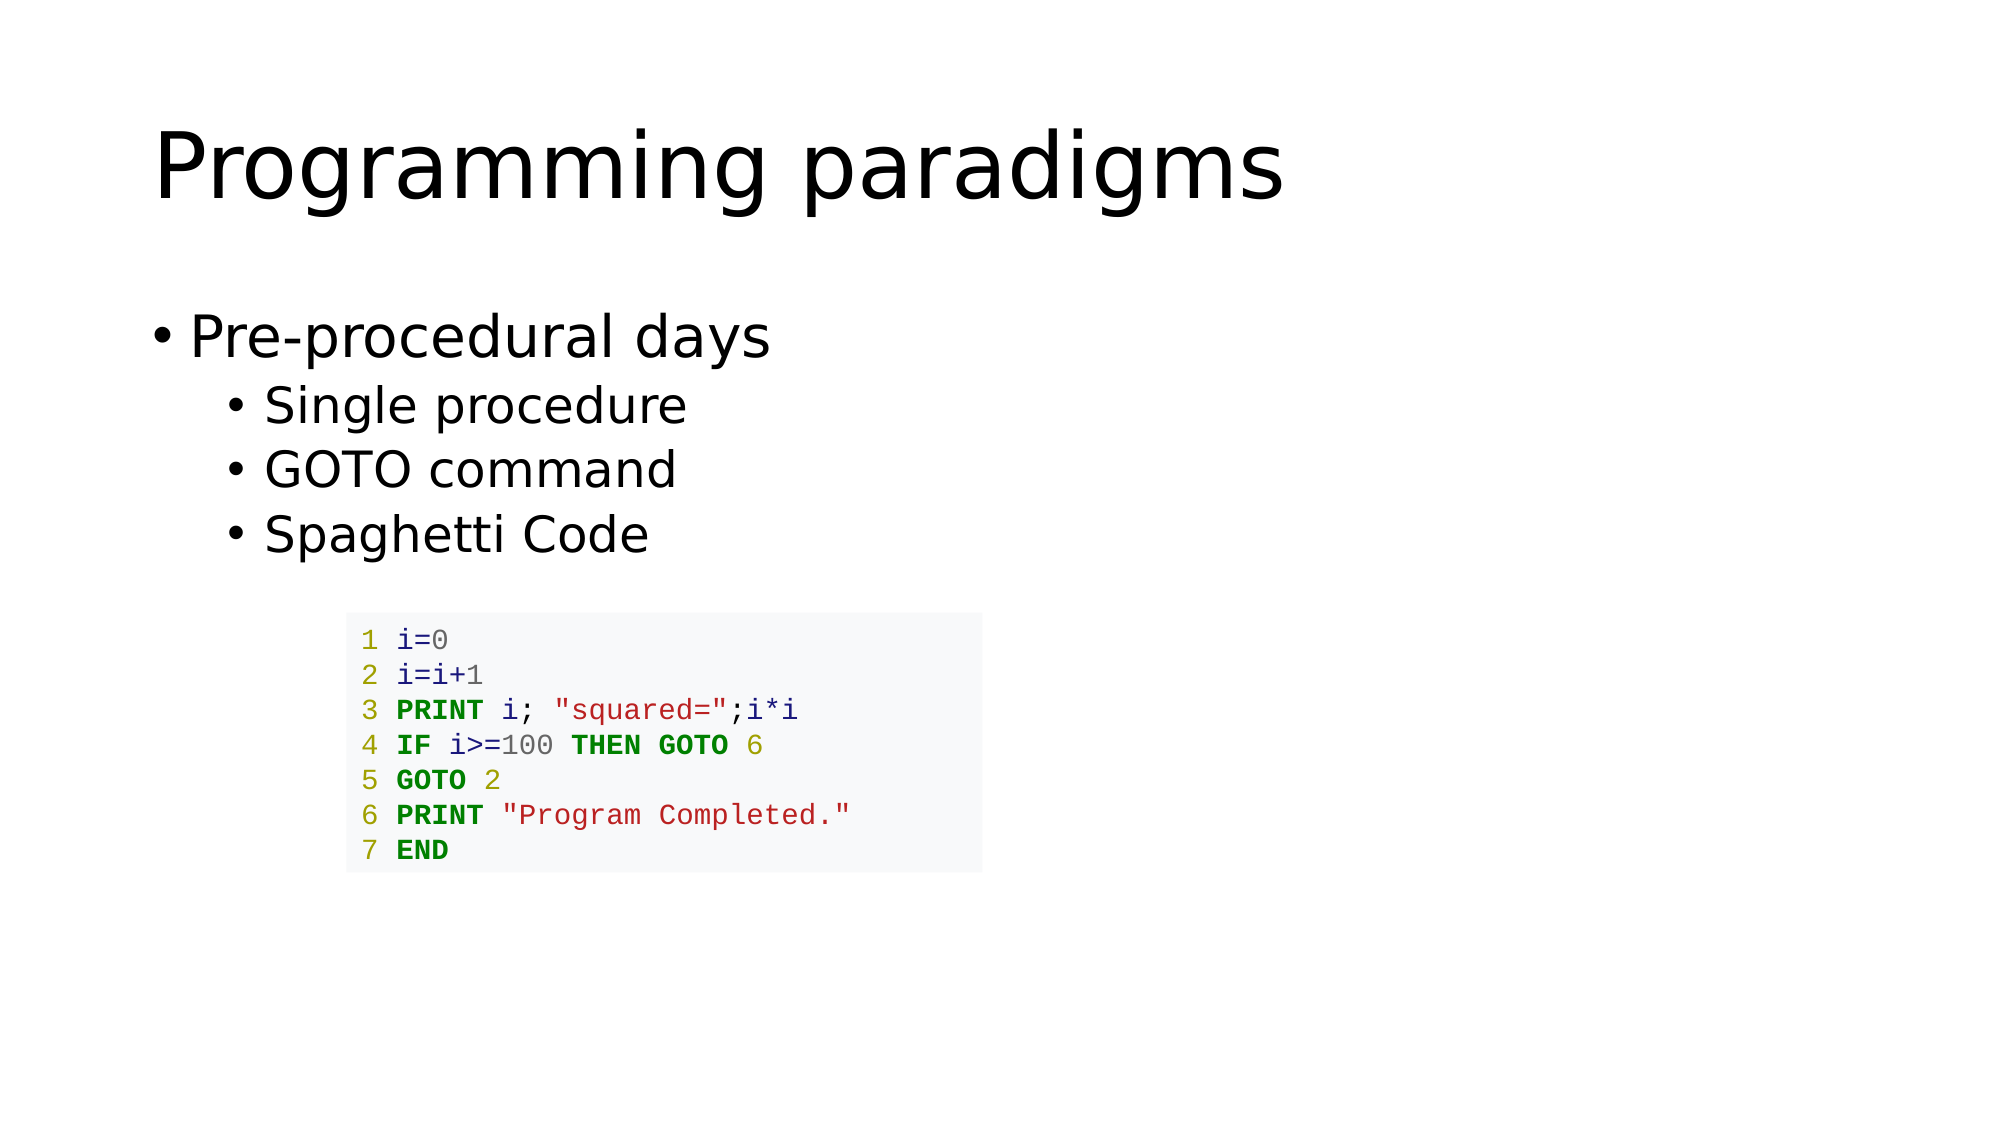 Programming paradigms
• Pre-procedural days
• Single procedure
• GOTO command
• Spaghetti Code
1 i=0
2 i=i+1
3 PRINT i; "squared=";i*i
4 IF i>=100 THEN GOTO 6
5 GOTO 2
6 PRINT "Program Completed."
7 END